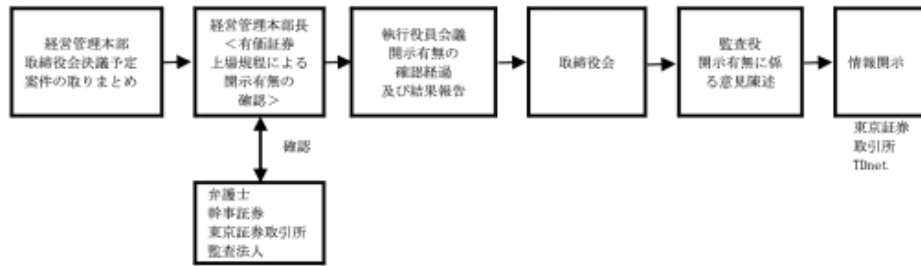 経営管理本部
取締役会決議予定
案件の取りまとめ
経営管理本部長
＜有価証券
上場規程による
開示有無の
確認＞
執行役員会議
開示有無の
確認経過
及び結果報告
取締役会
監査役
開示有無に係
る意見陳述
情報開示
東京証券
取引所
TDnet
確認
弁護士
幹事証券
東京証券取引所
監査法人